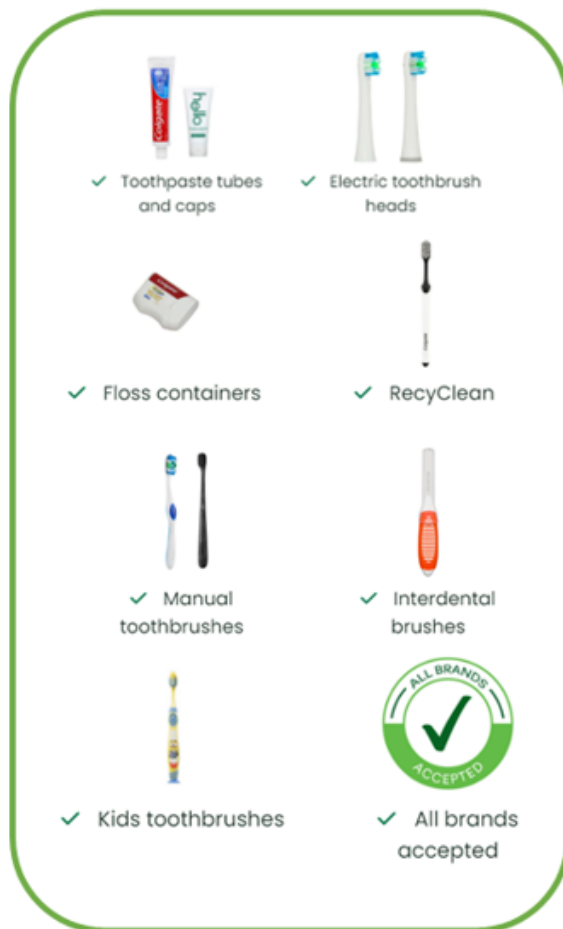 Colgate
hello
✓ Toothpaste tubes
and caps
✓ Electric toothbrush
heads
Colgate
✓ Floss containers
✓ RecyClean
✓ Manual
toothbrushes
✓ Interdental
brushes
✓ Kids toothbrushes
ALL BRANDS
ACCEPTED
✓ All brands
accepted